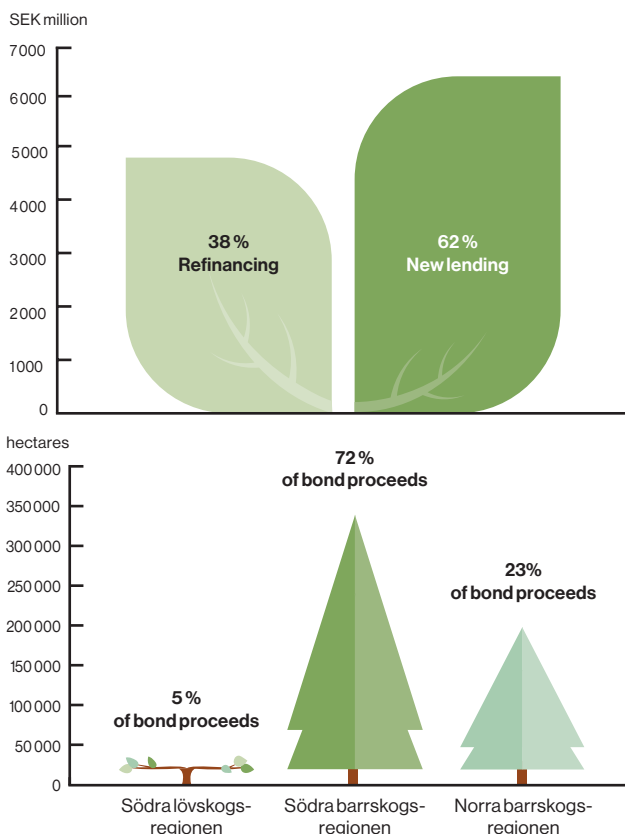 SEK million
7000
6000
5000
4000
3000
2000
1000
0
38 %
Refinancing
62 %
New lending
hectares
400 000
350 000
300 000
250 000
200 000
150 000
100 000
50 000
0
72 %
of bond proceeds
23%
of bond proceeds
5 %
of bond proceeds
Södra lövskogs-
regionen
Södra barrskogs-
regionen
Norra barrskogs-
regionen